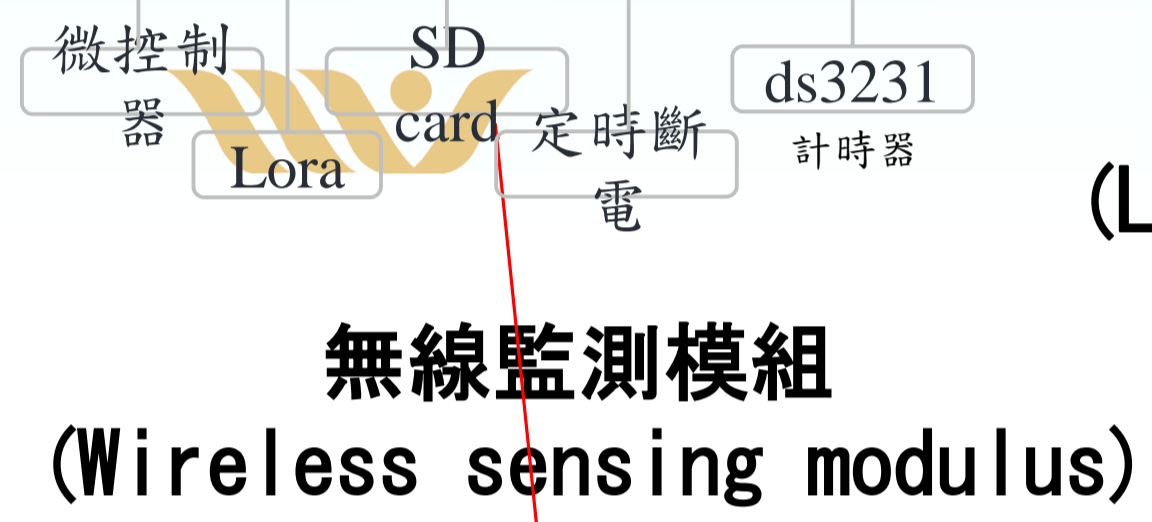 微控制
器
Lora
SD
card
定時斷
電
ds3231
計時器
(L
無線監測模組
(Wireless sensing modulus)